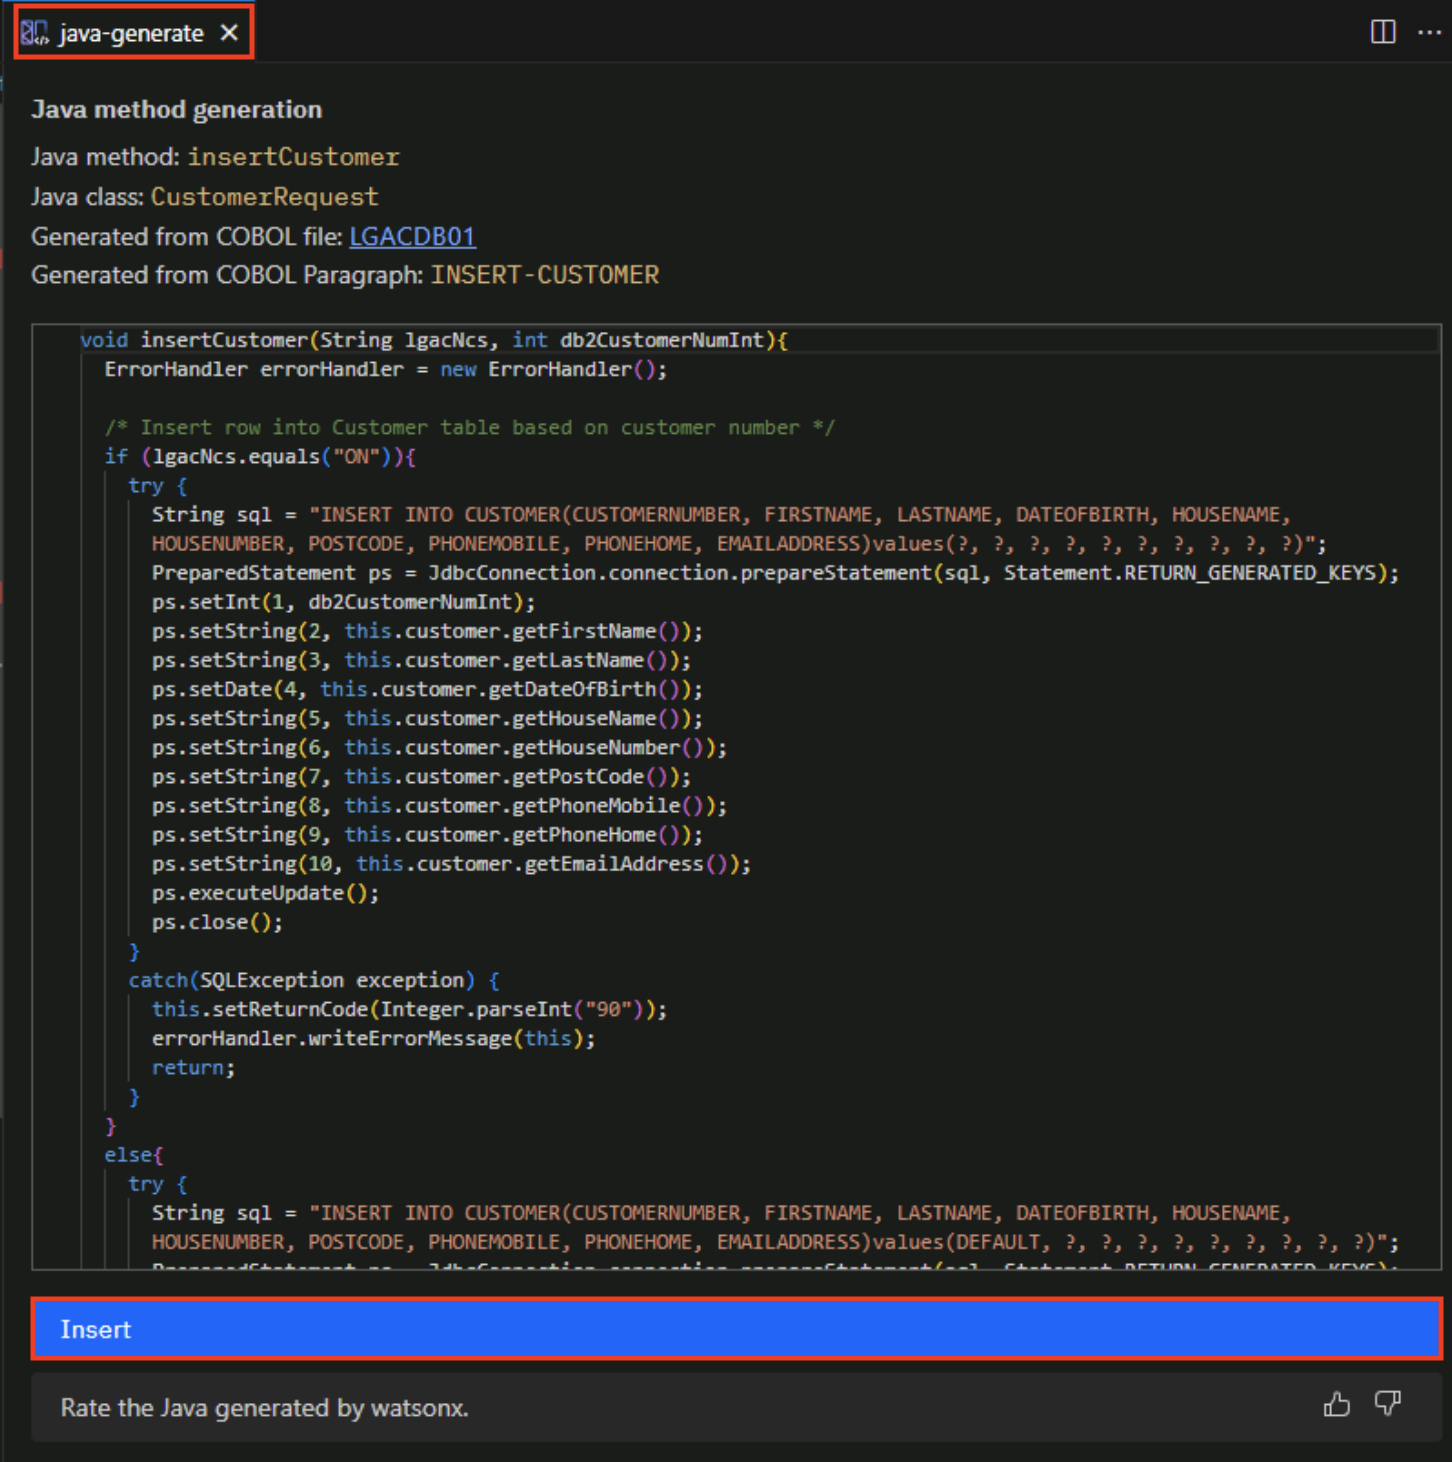 java-generate
Java method generation
Java method: insertCustomer
Java class: CustomerRequest
Generated from COBOL file: LGACDB01
Generated from COBOL Paragraph: INSERT-CUSTOMER
void insertCustomer(String lgacNcs, int db2CustomerNumInt){
ErrorHandler errorHandler = new ErrorHandler();
/* Insert row into Customer table based on customer number */
if (lgacNcs.equals("ON")){
try {
String sql = "INSERT INTO CUSTOMER(CUSTOMERNUMBER, FIRSTNAME, LASTNAME, DATEOFBIRTH, HOUSENAME,
HOUSENUMBER, POSTCODE, PHONEMOBILE, PHONEHOME, EMAILADDRESS)values(?, ?, ?, ?, ?, ?, ?, ?, ?, ?)";
PreparedStatement ps = JdbcConnection.connection.prepareStatement(sql, Statement.RETURN_GENERATED_KEYS);
ps.setInt(1, db2CustomerNumInt);
ps.setString(2, this.customer.getFirstName());
ps.setString(3, this.customer.getLastName());
ps.setDate(4, this.customer.getDateOfBirth());
ps.setString(5, this.customer.getHouseName());
ps.setString(6, this.customer.getHouseNumber());
ps.setString(7, this.customer.getPostCode());
ps.setString(8, this.customer.getPhoneMobile());
ps.setString(9, this.customer.getPhoneHome());
ps.setString(10, this.customer.getEmailAddress());
ps.executeUpdate();
ps.close();
}
catch(SQLException exception) {
this.setReturnCode(Integer.parseInt("90"));
errorHandler.writeErrorMessage(this);
return;
}
}
else{
try {
String sql = "INSERT INTO CUSTOMER(CUSTOMERNUMBER, FIRSTNAME, LASTNAME, DATEOFBIRTH, HOUSENAME,
HOUSENUMBER, POSTCODE, PHONEMOBILE, PHONEHOME, EMAILADDRESS)values(DEFAULT, ?, ?, ?, ?, ?, ?, ?, ?, ?)";
PreparedStatement ps = JdbcConnection.connection.prepareStatement(sql, Statement.RETURN_GENERATED_KEYS);
Insert
Rate the Java generated by watsonx.